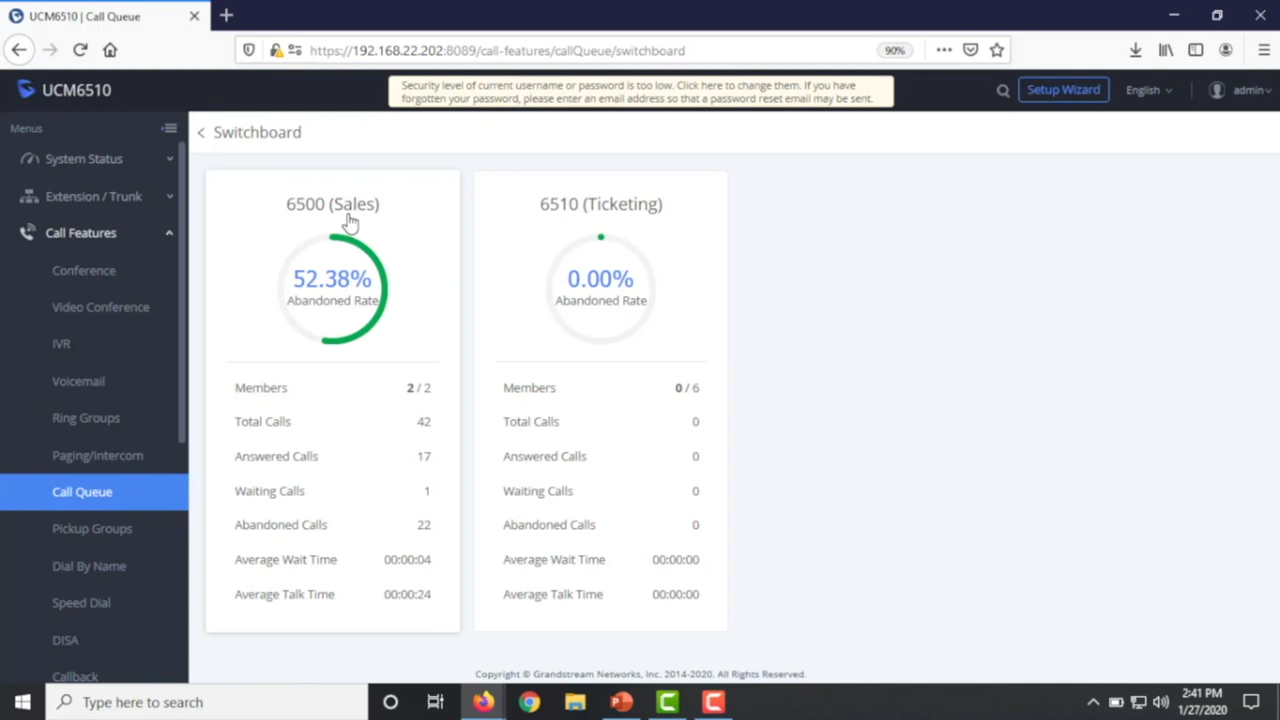 UCM6510 | Call Queue
https://192.168.22.202:8089/call-features/callQueue/switchboard
90%
UCM6510
Security level of current username or password is too low. Click here to change them. If you have
forgotten your password, please enter an email address so that a password reset email may be sent.
Setup Wizard
English
admin
Menus
System Status
Extension / Trunk
Call Features
Conference
Video Conference
IVR
Voicemail
Ring Groups
Paging/Intercom
Call Queue
Pickup Groups
Dial By Name
Speed Dial
DISA
Callback
Switchboard
6500 (Sales)
52.38%
Abandoned Rate
Members 2 / 2
Total Calls 42
Answered Calls 17
Waiting Calls 1
Abandoned Calls 22
Average Wait Time 00:00:04
Average Talk Time 00:00:24
6510 (Ticketing)
0.00%
Abandoned Rate
Members 0 / 6
Total Calls 0
Answered Calls 0
Waiting Calls 0
Abandoned Calls 0
Average Wait Time 00:00:00
Average Talk Time 00:00:00
Copyright © Grandstream Networks, Inc. 2014-2020. All Rights Reserved.
Type here to search
2:41 PM
1/27/2020